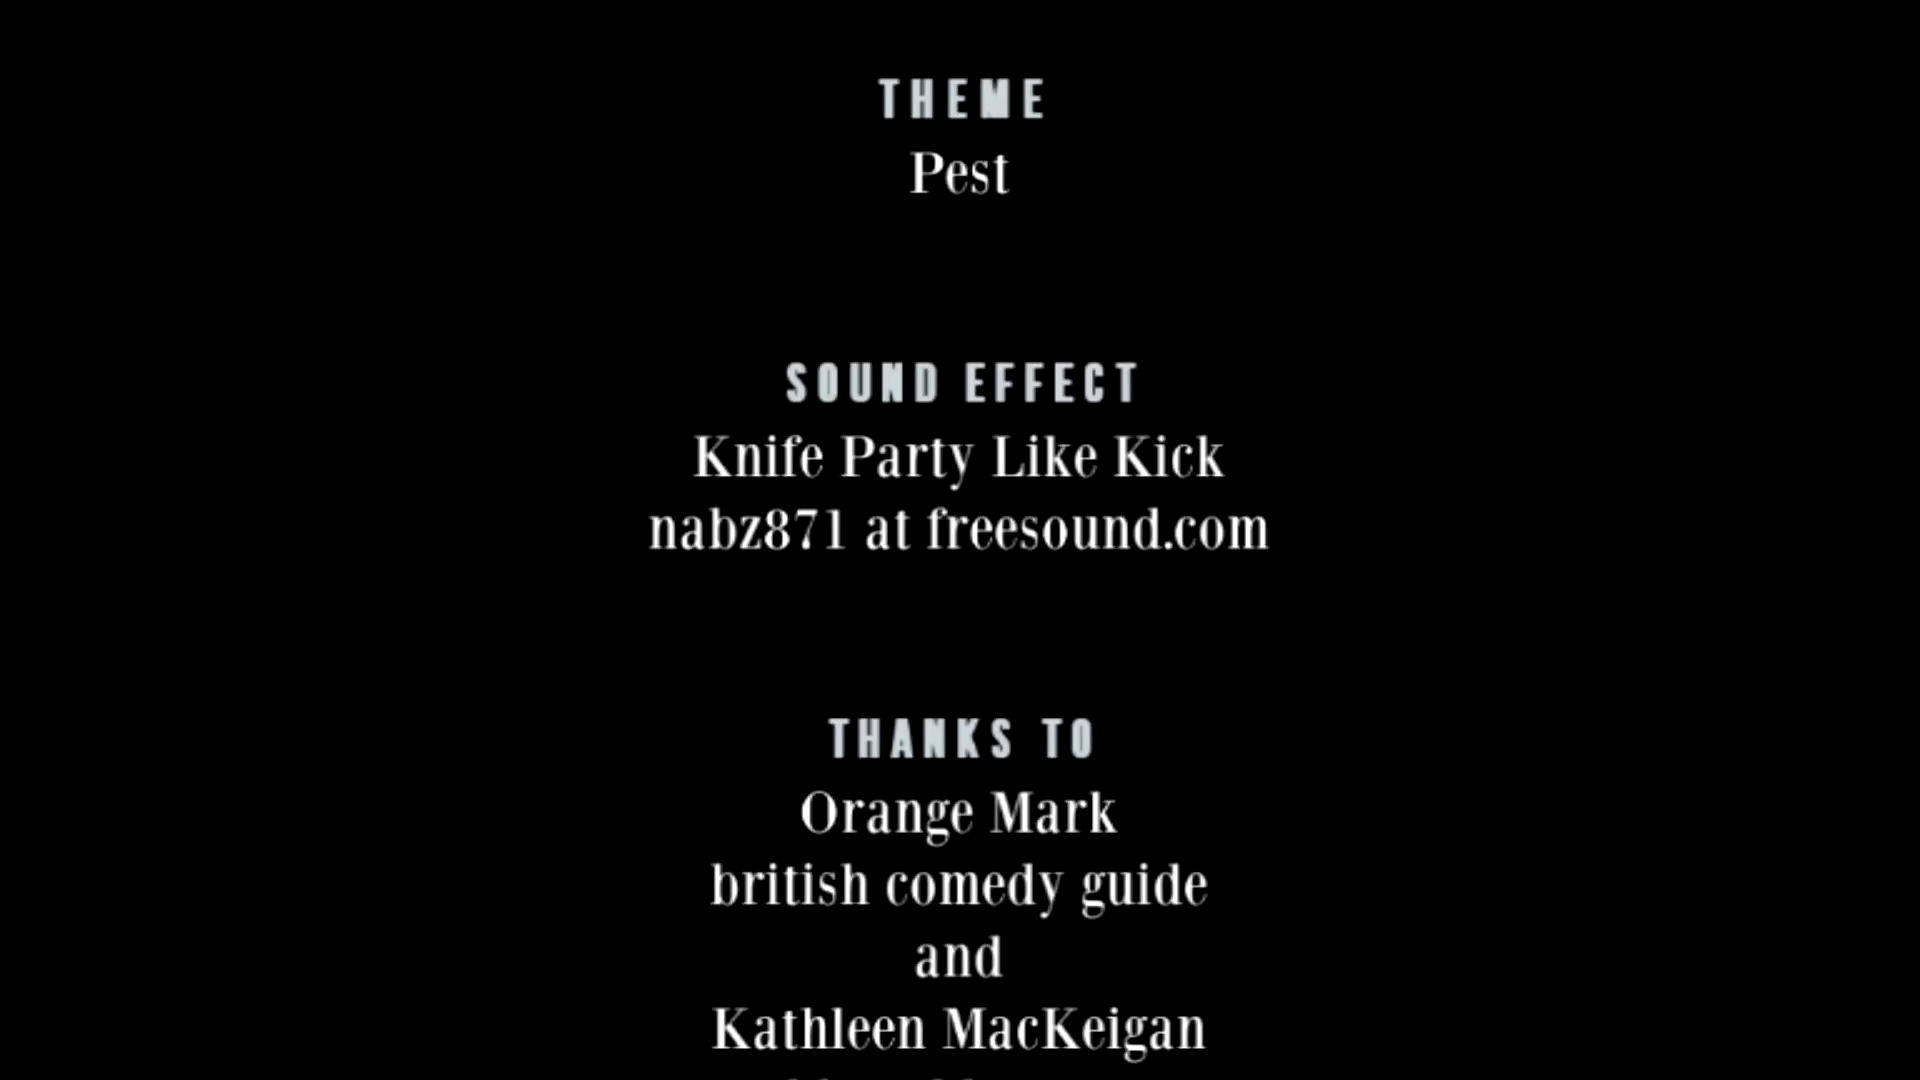 THEME
Pest
SOUND EFFECT
Knife Party Like Kick
nabz871 at freesound.com
THANKS TO
Orange Mark
british comedy guide
and
Kathleen MacKeigan